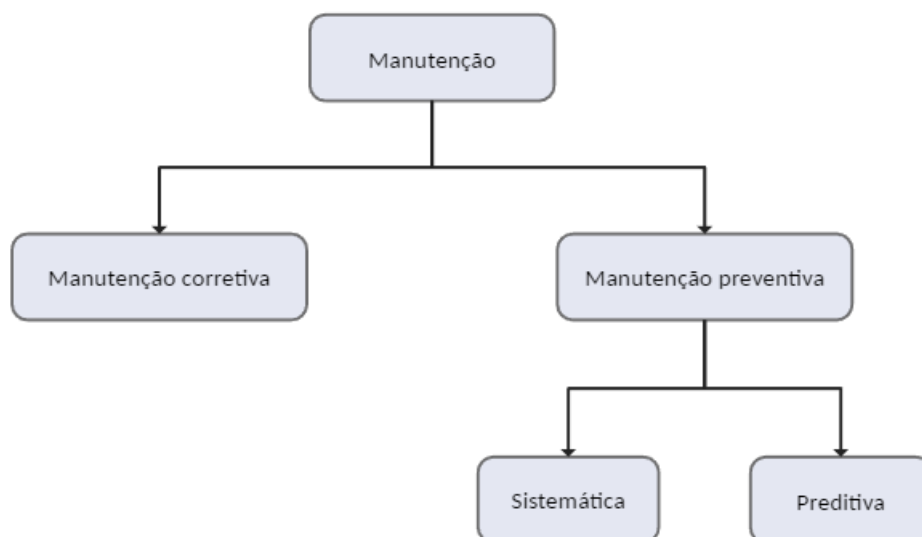 Manutenção
Manutenção corretiva
Manutenção preventiva
Sistemática
Preditiva